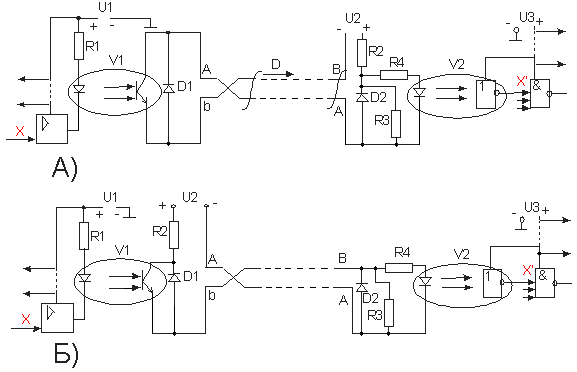 U1
+ -
R1
V1
D1
X
A
b
D
U2
- +
B
A
R2
R4
D2
R3
V2
1
U3
- +
X'
&
А)
U1
+ -
R1
V1
R2
U2
+ -
D1
X
A
b
B
A
R4
D2
R3
V2
1
U3
- +
X'
&
Б)